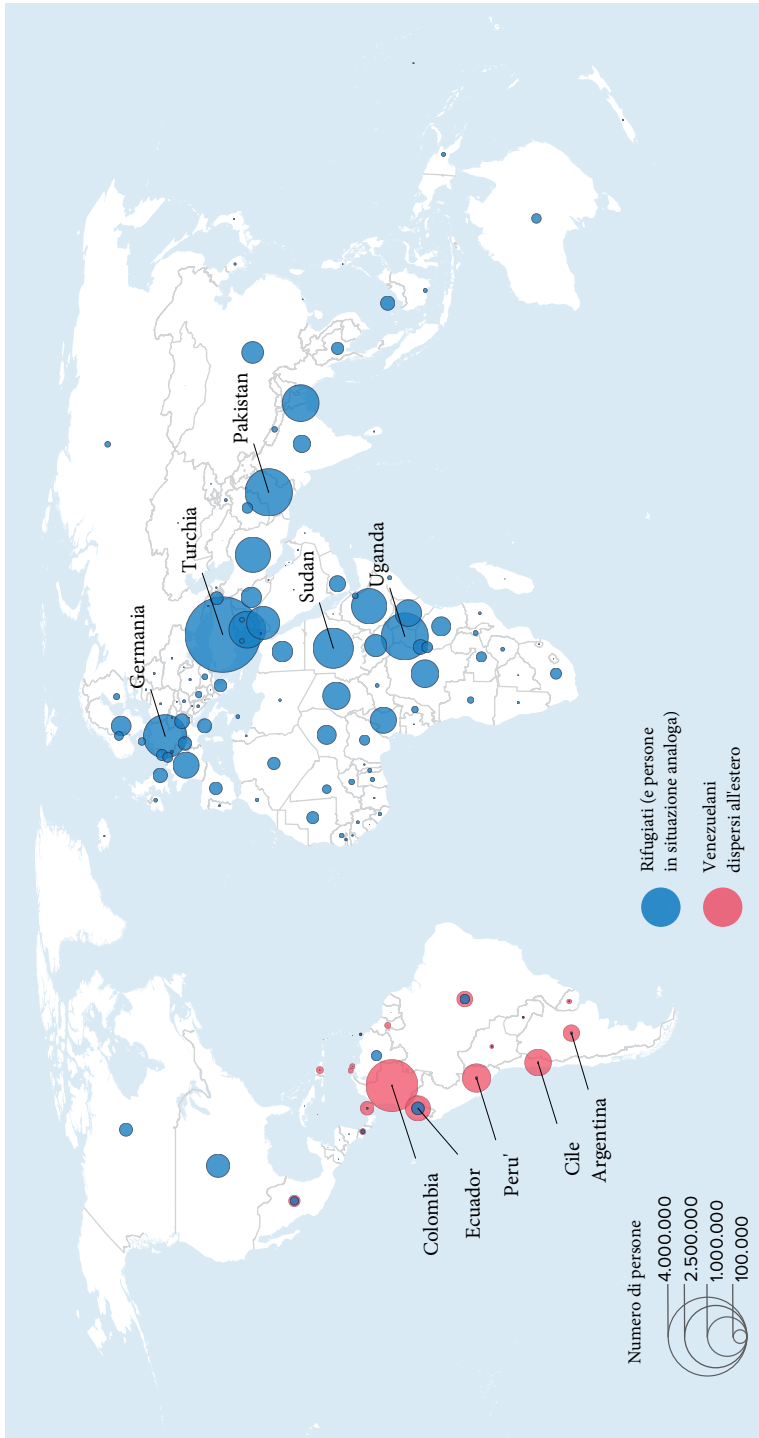 Germania
Turchia
Pakistan
Sudan
Uganda
Colombia
Ecuador
Peru'
Cile
Argentina
Numero di persone
4.000.000
2.500.000
1.000.000
100.000
Rifugiati (e persone
in situazione analoga)
Venezuelani
dispersi all'estero